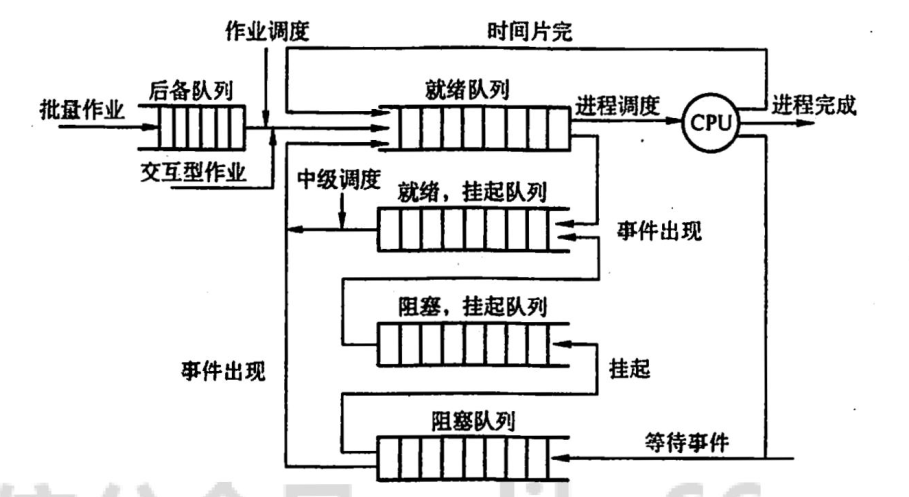 作业调度
时间片完
后备队列
就绪队列
批量作业
进程调度
CPU
进程完成
交互型作业
中级调度
就绪，挂起队列
事件出现
阻塞，挂起队列
事件出现
挂起
阻塞队列
等待事件